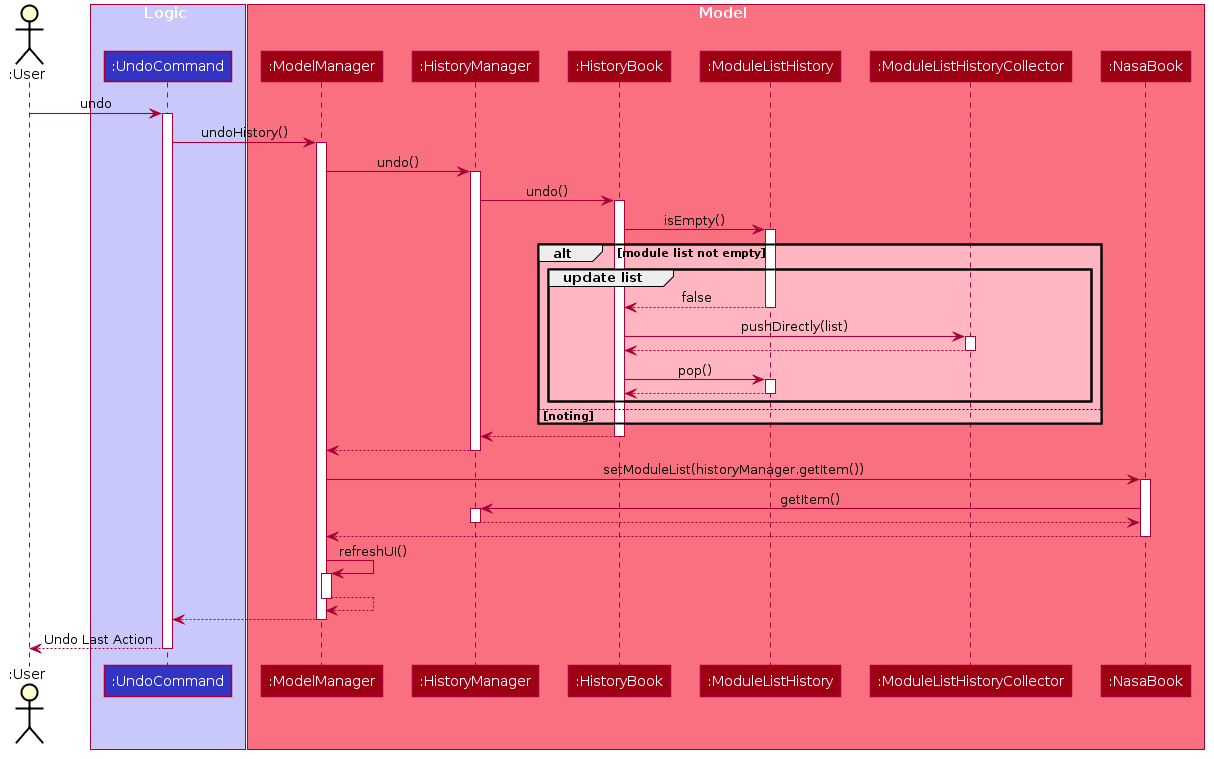 Logic
Model
:User
:UndoCommand
:ModelManager
:HistoryManager
:HistoryBook
:ModuleListHistory
:ModuleListHistoryCollector
:NasaBook
undo
undoHistory()
undo()
undo()
isEmpty()
alt
[module list not empty]
update list
false
pushDirectly(list)
pop()
[noting]
setModuleList(historyManager.getItem())
getItem()
refreshUI()
Undo Last Action
:User
:UndoCommand
:ModelManager
:HistoryManager
:HistoryBook
:ModuleListHistory
:ModuleListHistoryCollector
:NasaBook